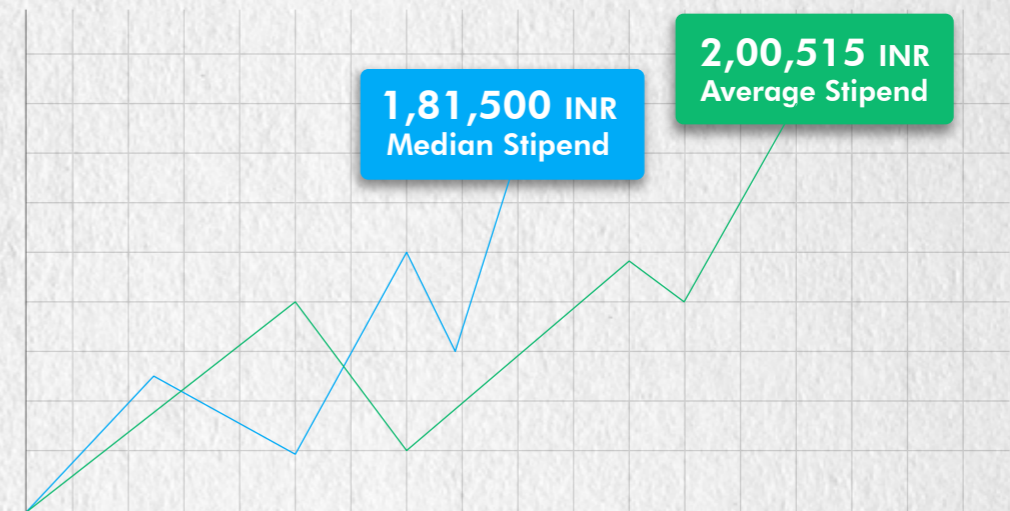 1,81,500 INR
Median Stipend
2,00,515 INR
Average Stipend